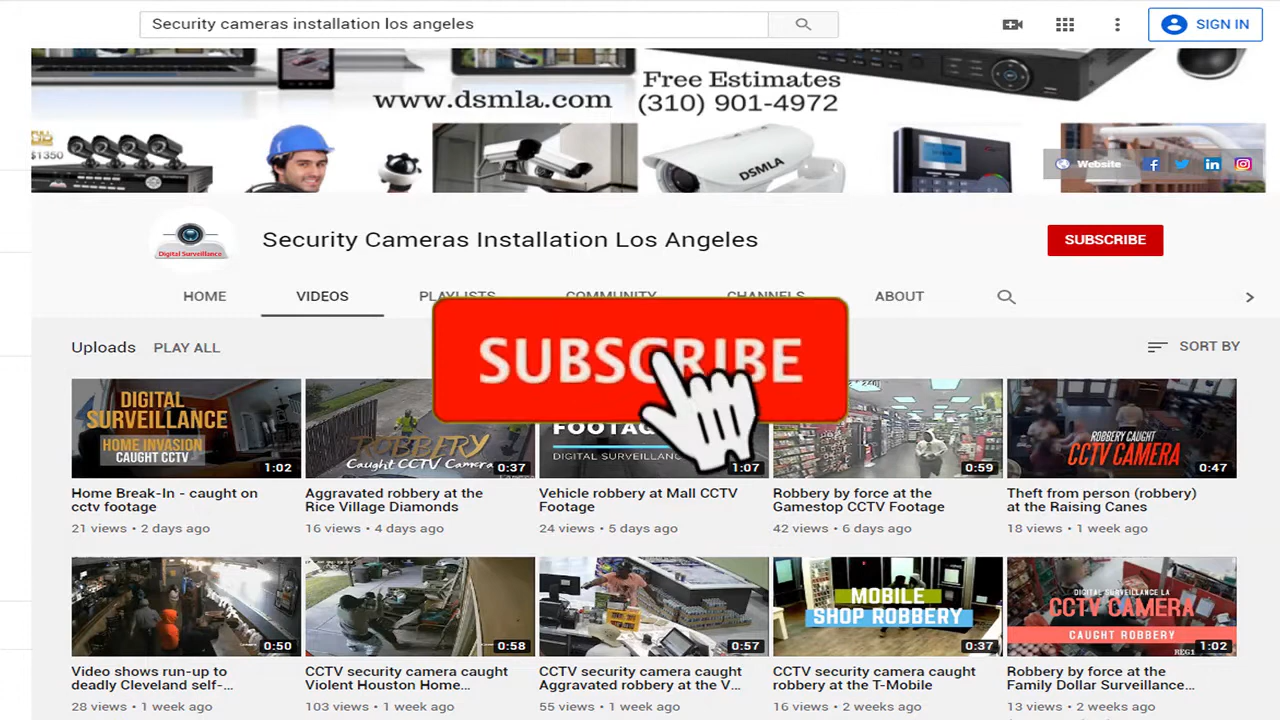 Security cameras installation los angeles
SIGN IN
Free Estimates
www.dsmla.com
(310) 901-4972
$1350
DSMLA
Website
Digital Surveillance
Security Cameras Installation Los Angeles
SUBSCRIBE
HOME
VIDEOS
PLAYLISTS
COMMUNITY
CHANNELS
ABOUT
SUBSCRIBE
Uploads
PLAY ALL
SORT BY
DIGITAL
SURVEILLANCE
HOME INVASION
CAUGHT CCTV
1:02
ROBBERY
Caught CCTV Camera
0:37
DIGITAL SURVEILLANCE
1:07
0:59
ROBBERY CAUGHT
CCTV CAMERA
0:47
Home Break-In - caught on
cctv footage
21 views • 2 days ago
Aggravated robbery at the
Rice Village Diamonds
16 views • 4 days ago
Vehicle robbery at Mall CCTV
Footage
24 views • 5 days ago
Robbery by force at the
Gamestop CCTV Footage
42 views • 6 days ago
Theft from person (robbery)
at the Raising Canes
18 views • 1 week ago
0:50
0:58
0:57
MOBILE
SHOP ROBBERY
0:37
DIGITAL SURVEILLANCE LA
CCTV CAMERA
CAUGHT ROBBERY
REG1
1:02
Video shows run-up to
deadly Cleveland self-...
28 views • 1 week ago
CCTV security camera caught
Violent Houston Home...
103 views • 1 week ago
CCTV security camera caught
Aggravated robbery at the V...
55 views • 1 week ago
CCTV security camera caught
robbery at the T-Mobile
16 views • 2 weeks ago
Robbery by force at the
Family Dollar Surveillance...
13 views • 2 weeks ago